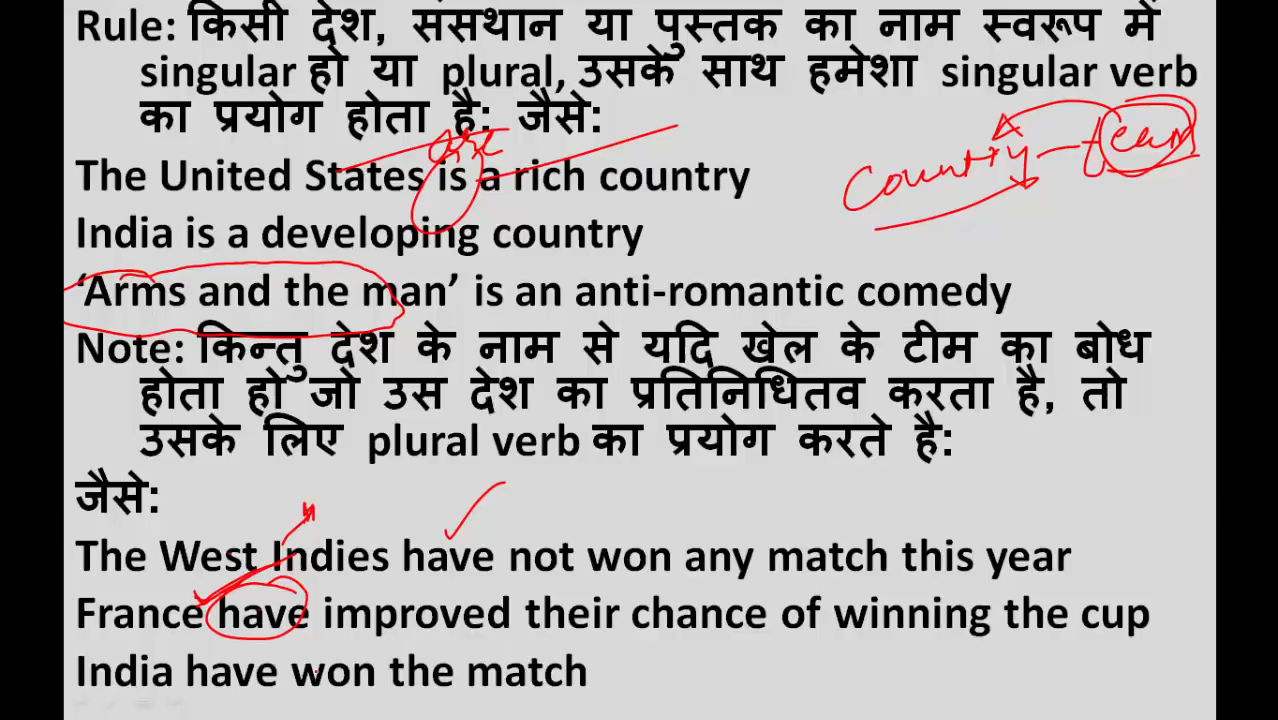 Rule: किसी देश, संसथान या पुस्तक का नाम स्वरूप में
singular हो या plural, उसके साथ हमेशा singular verb
का प्रयोग होता है: जैसे:
are
Country - team
The United States is a rich country
India is a developing country
‘Arms and the man’ is an anti-romantic comedy
Note: किन्तु देश के नाम से यदि खेल के टीम का बोध
होता हो जो उस देश का प्रतिनिधितव करता है, तो
उसके लिए plural verb का प्रयोग करते है:
जैसे:
The West Indies have not won any match this year
France have improved their chance of winning the cup
India have won the match